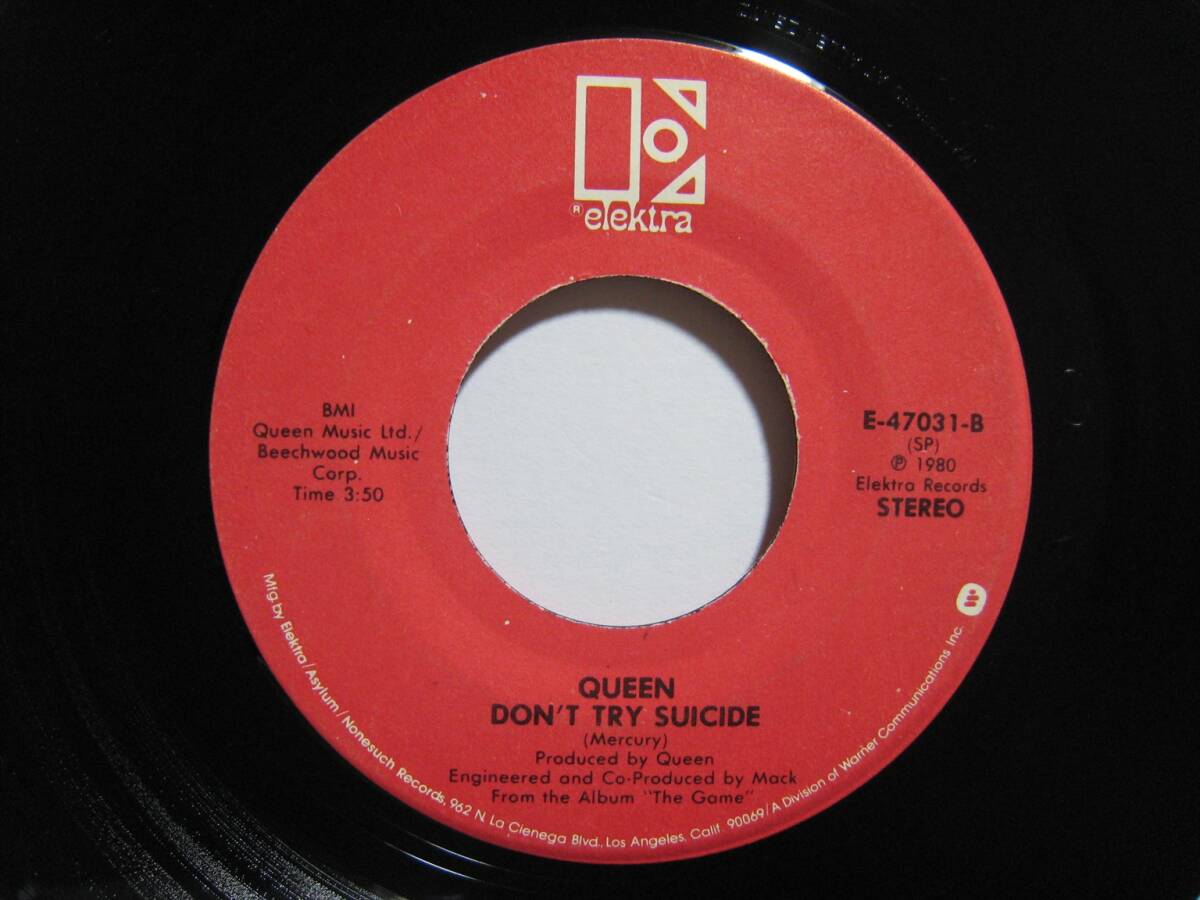 ® elektra
BMI
Queen Music Ltd./
Beechwood Music
Corp.
Time 3:50
E-47031-B
(SP)
℗ 1980
Elektra Records
STEREO
QUEEN
DON'T TRY SUICIDE
(Mercury)
Produced by Queen
Engineered and Co-Produced by Mack
From the Album "The Game"
Mfg. by Elektra/Asylum/Nonesuch Records, 962 N. La Cienega Blvd., Los Angeles, Calif. 90069/A Division of Warner Communications Inc.